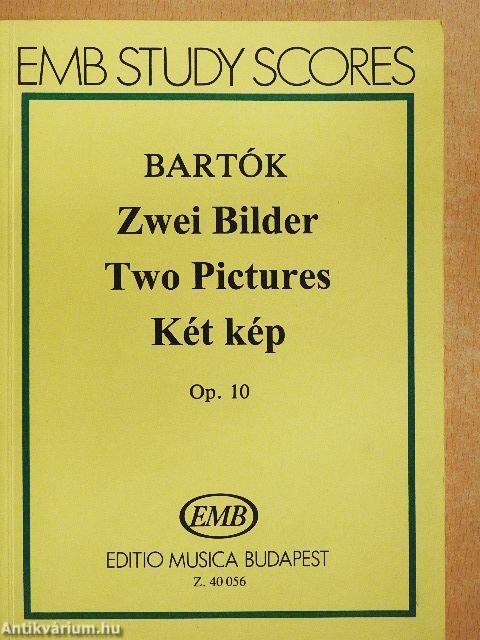 EMB STUDY SCORES
BARTÓK
Zwei Bilder
Two Pictures
Két kép
Op. 10
EMB
EDITIO MUSICA BUDAPEST
Z. 40 056
Antikvárium.hu